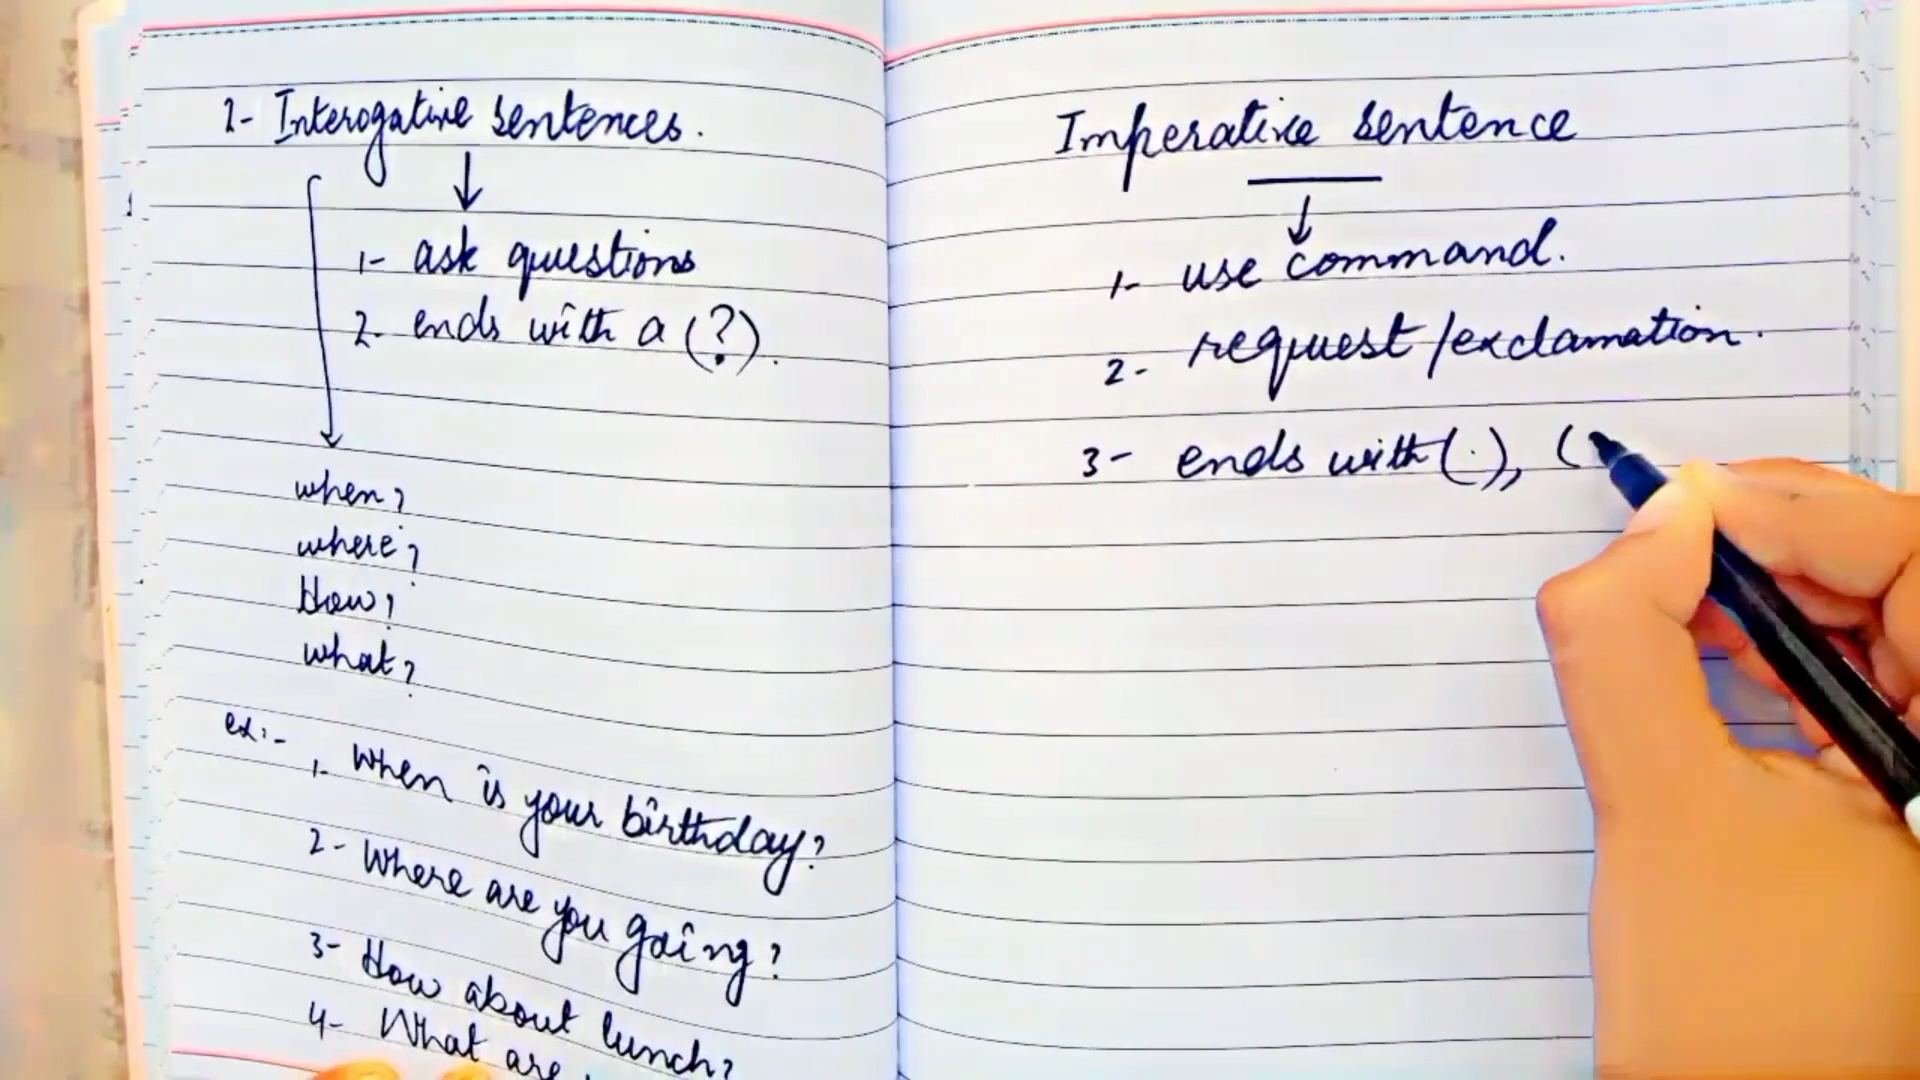 2- Interogative sentences.
1- ask questions
2- ends with a (?).
when?
where?
How?
what?
ex:-
1. When is your birthday?
2- Where are you going?
3- How about lunch?
4- What are
Imperative sentence
1- use command.
2- request/exclamation.
3- ends with (.), (